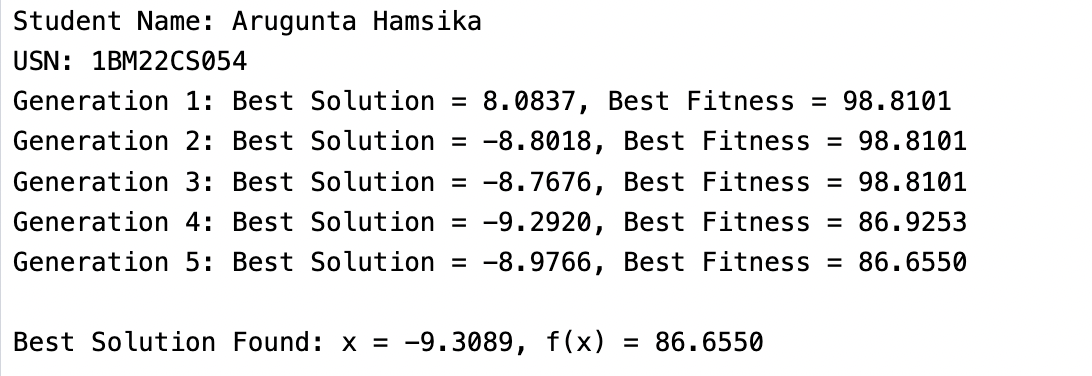 Student Name: Arugunta Hamsika
USN: 1BM22CS054
Generation 1: Best Solution = 8.0837, Best Fitness = 98.8101
Generation 2: Best Solution = -8.8018, Best Fitness = 98.8101
Generation 3: Best Solution = -8.7676, Best Fitness = 98.8101
Generation 4: Best Solution = -9.2920, Best Fitness = 86.9253
Generation 5: Best Solution = -8.9766, Best Fitness = 86.6550
Best Solution Found: x = -9.3089, f(x) = 86.6550